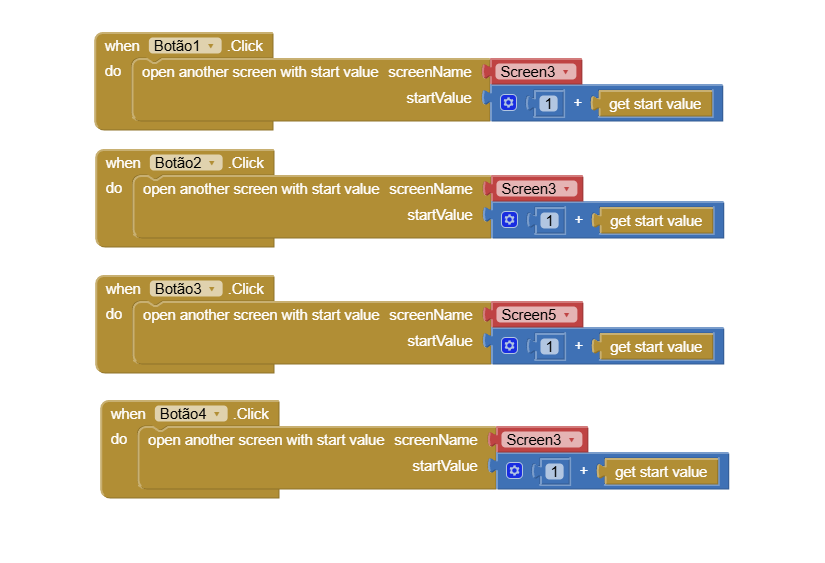 when Botão1 .Click
do open another screen with start value screenName Screen3
startValue 1 + get start value
when Botão2 .Click
do open another screen with start value screenName Screen3
startValue 1 + get start value
when Botão3 .Click
do open another screen with start value screenName Screen5
startValue 1 + get start value
when Botão4 .Click
do open another screen with start value screenName Screen3
startValue 1 + get start value